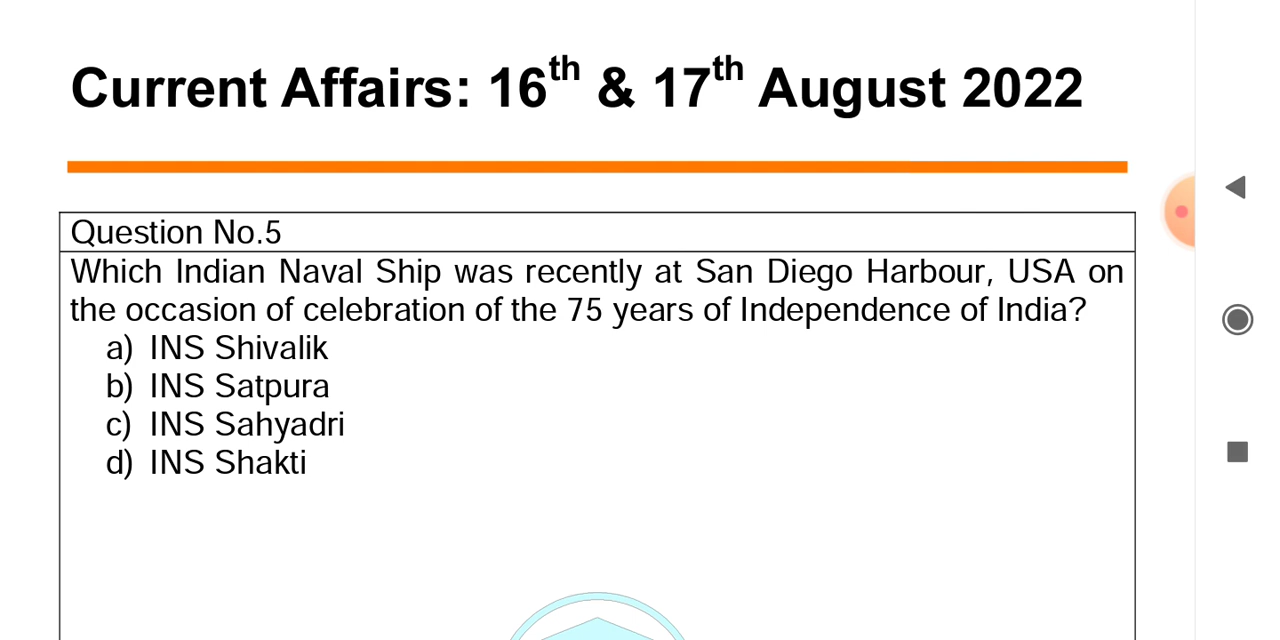 Current Affairs: 16th & 17th August 2022
Question No.5
Which Indian Naval Ship was recently at San Diego Harbour, USA on
the occasion of celebration of the 75 years of Independence of India?
a) INS Shivalik
b) INS Satpura
c) INS Sahyadri
d) INS Shakti